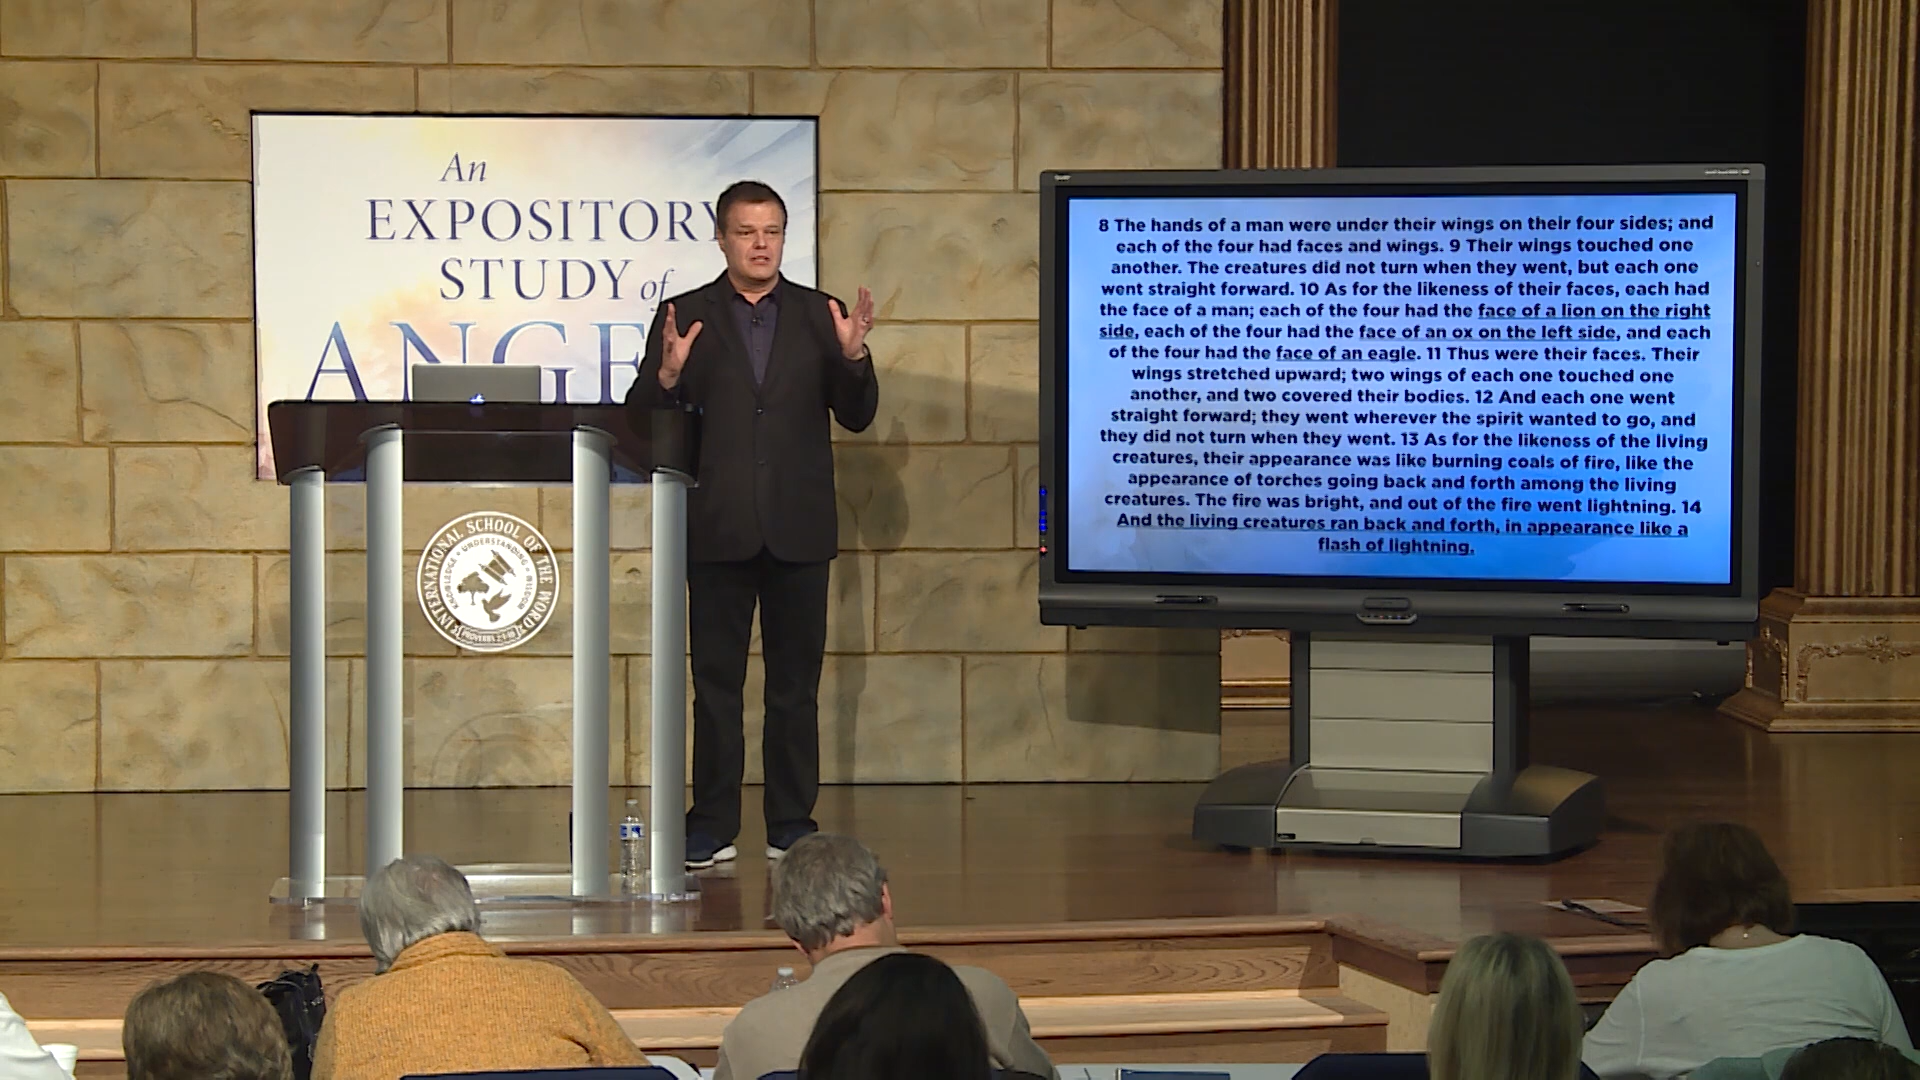 An
EXPOSITORY
STUDY of
ANGE
8 The hands of a man were under their wings on their four sides; and
each of the four had faces and wings. 9 Their wings touched one
another. The creatures did not turn when they went, but each one
went straight forward. 10 As for the likeness of their faces, each had
the face of a man; each of the four had the face of a lion on the right
side, each of the four had the face of an ox on the left side, and each
of the four had the face of an eagle. 11 Thus were their faces. Their
wings stretched upward; two wings of each one touched one
another, and two covered their bodies. 12 And each one went
straight forward; they went wherever the spirit wanted to go, and
they did not turn when they went. 13 As for the likeness of the living
creatures, their appearance was like burning coals of fire, like the
appearance of torches going back and forth among the living
creatures. The fire was bright, and out of the fire went lightning. 14
And the living creatures ran back and forth, in appearance like a
flash of lightning.
INTERNATIONAL SCHOOL OF THE WORD
KNOWLEDGE • UNDERSTANDING • WISDOM